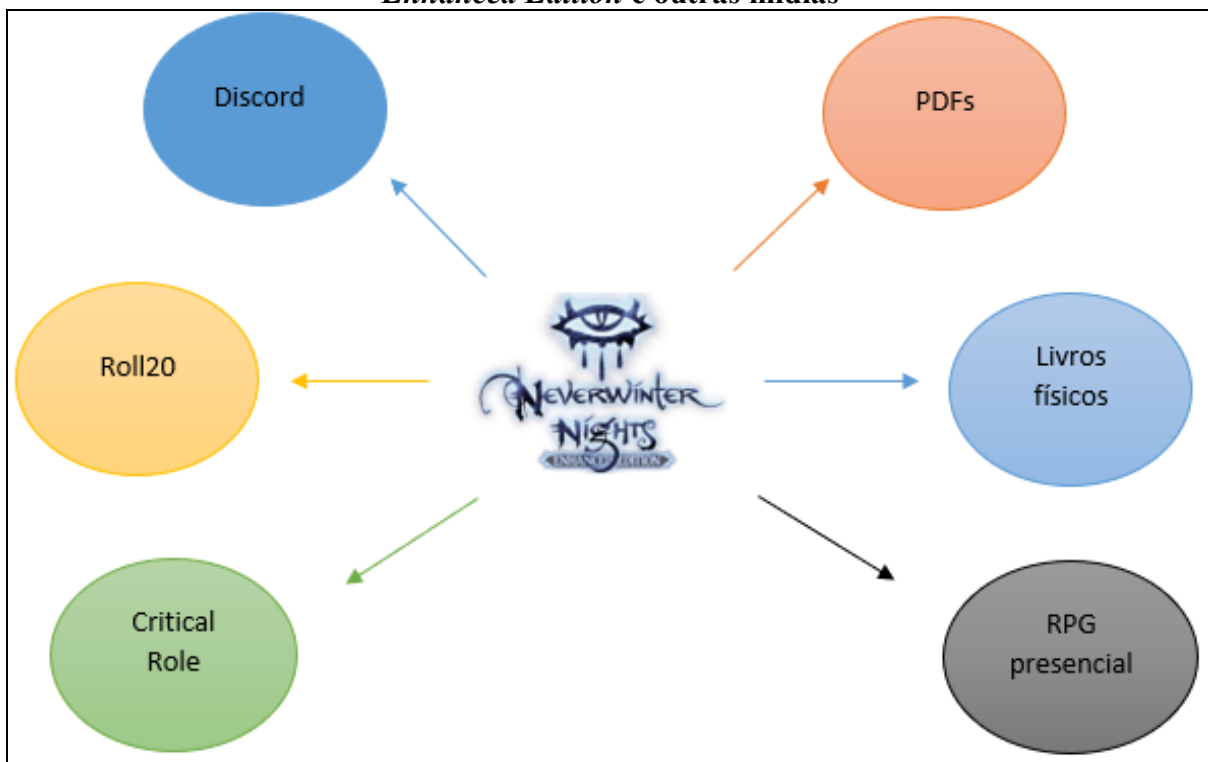 Enhanced Edition e outras mídias
Discord
PDFs
Roll20
NEVERWINTER
NIGHTS
ENHANCED EDITION
Livros
físicos
Critical
Role
RPG
presencial